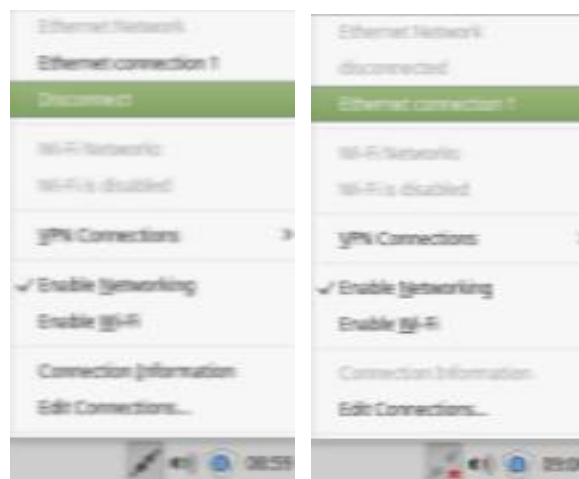 Ethernet Network
Ethernet connection 1
Disconnect
Wi-Fi Networks
Wi-Fi is disabled
VPN Connections
Enable Networking
Enable Wi-Fi
Connection Information
Edit Connections...
08:59
Ethernet Network
disconnected
Ethernet connection 1
Wi-Fi Networks
Wi-Fi is disabled
VPN Connections
Enable Networking
Enable Wi-Fi
Connection Information
Edit Connections...